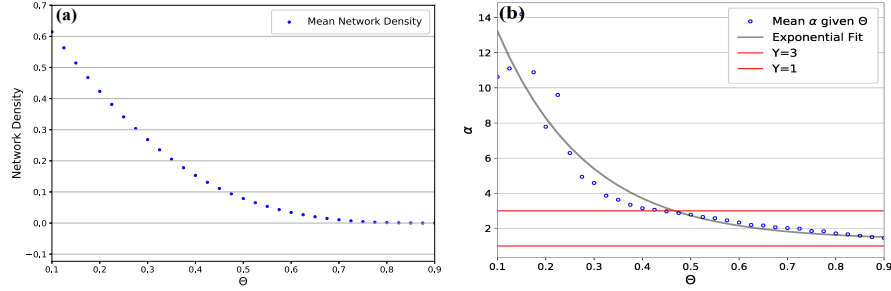 (a)
Mean Network Density
0.7
0.6
0.5
0.4
0.3
0.2
0.1
0.0
−0.1
Network Density
0.1 0.2 0.3 0.4 0.5 0.6 0.7 0.8 0.9
Θ
(b)
Mean α given Θ
Exponential Fit
Y=3
Y=1
14
12
10
8
6
4
2
α
0.1 0.2 0.3 0.4 0.5 0.6 0.7 0.8 0.9
Θ